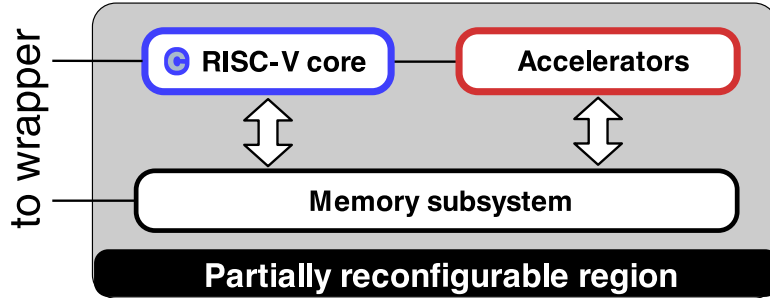 to wrapper
C RISC-V core
Accelerators
Memory subsystem
Partially reconfigurable region